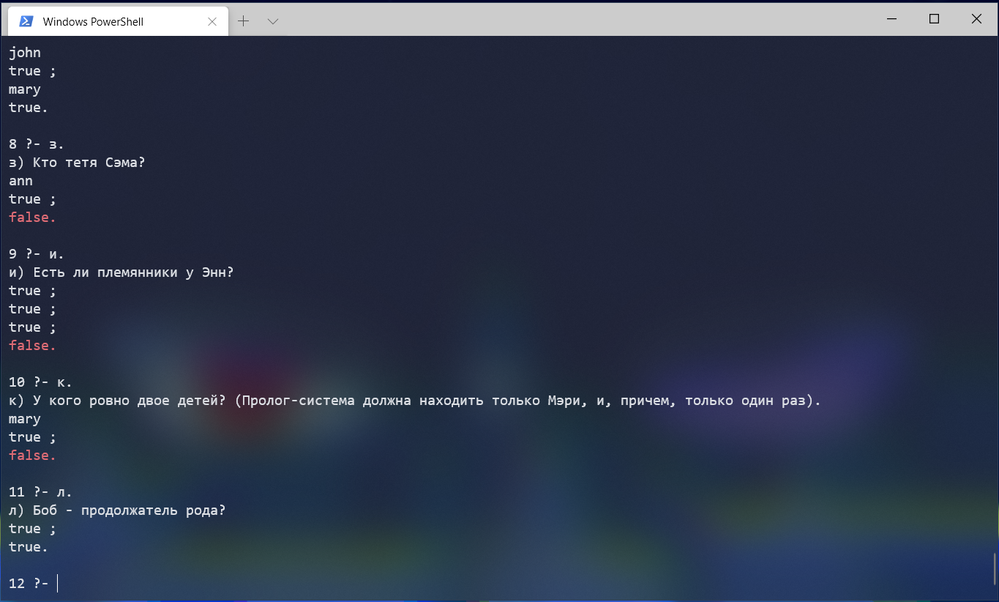 Windows PowerShell
john
true ;
mary
true.
8 ?- з.
з) Кто тетя Сэма?
ann
true ;
false.
9 ?- и.
и) Есть ли племянники у Энн?
true ;
true ;
true ;
false.
10 ?- к.
к) У кого ровно двое детей? (Пролог-система должна находить только Мэри, и, причем, только один раз).
mary
true ;
false.
11 ?- л.
л) Боб - продолжатель рода?
true ;
true.
12 ?-